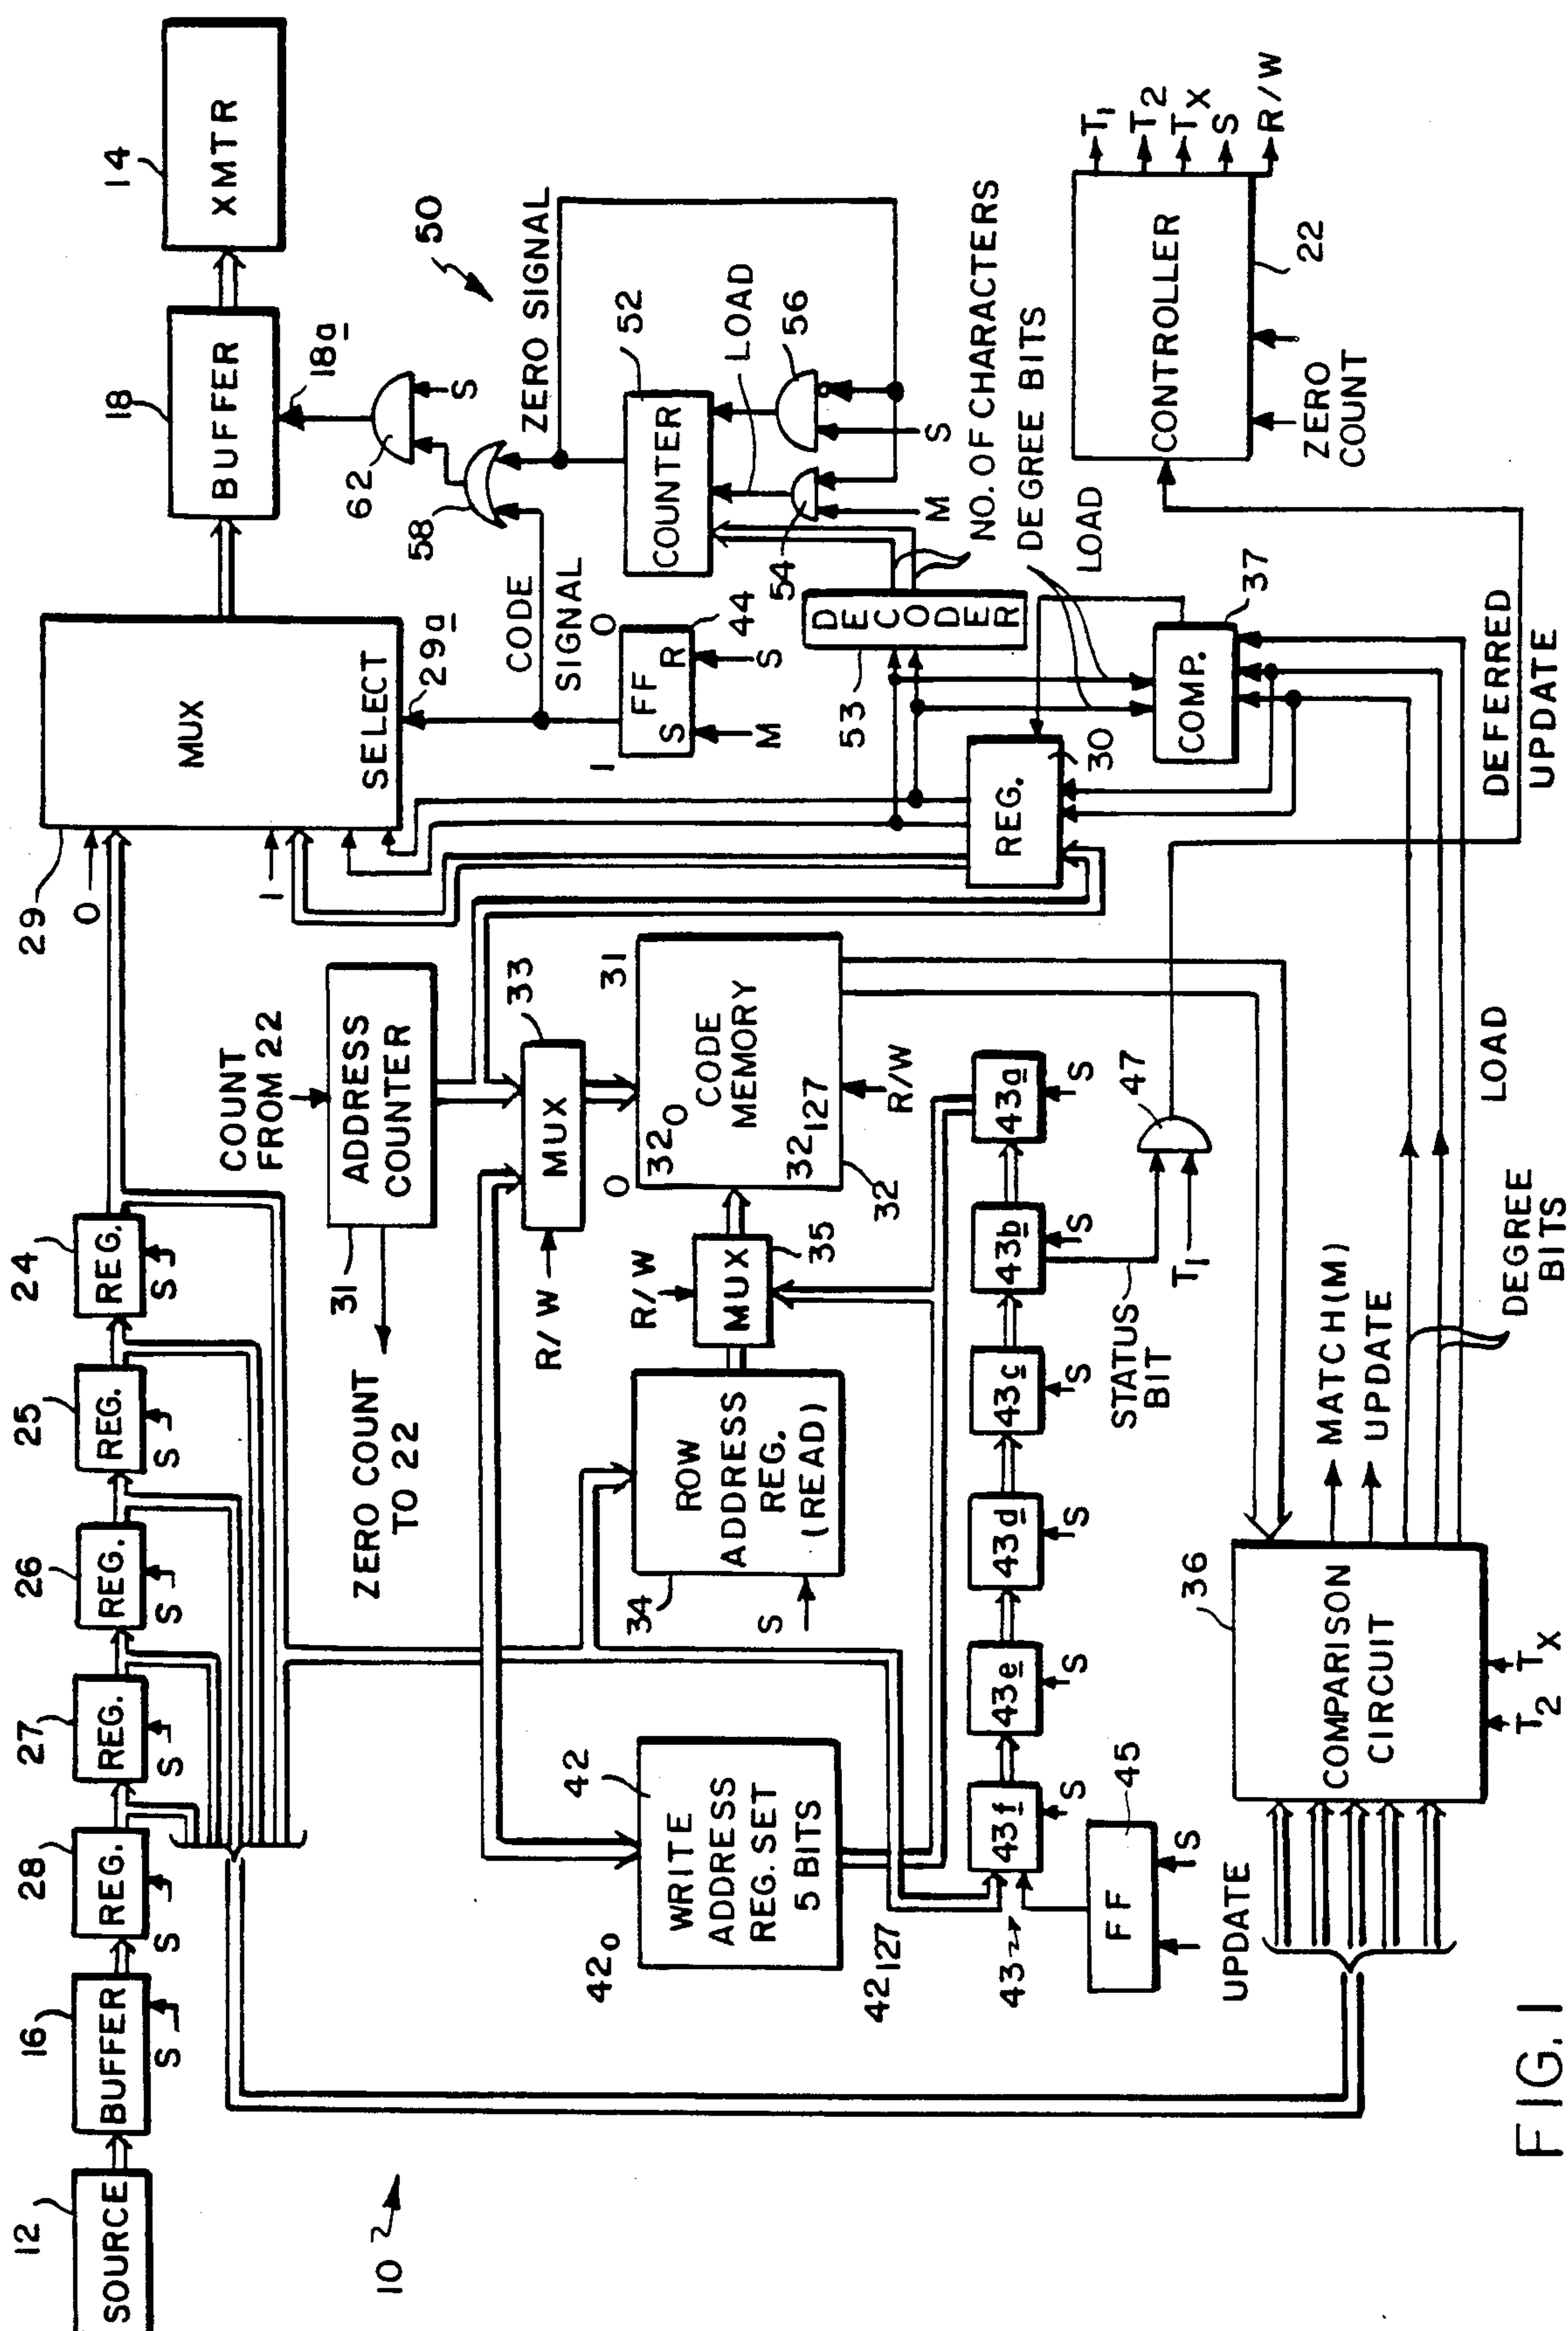 12
SOURCE
16
BUFFER
S
28
REG.
S
27
REG.
S
26
REG.
S
25
REG.
S
24
REG.
S
29
0
1
MUX
SELECT
29a
18
BUFFER
18a
14
XMTR
10
COUNT
FROM 22
ADDRESS
COUNTER
31
ZERO COUNT
TO 22
33
MUX
R/W
0
31
32₀
CODE
MEMORY
32₁₂₇
32
R/W
R/W
MUX
35
ROW
ADDRESS
REG.
(READ)
34
S
42
42₀
WRITE
ADDRESS
REG. SET
5 BITS
42₁₂₇
43
43f
S
43e
S
43d
S
43c
S
43b
S
43a
S
45
FF
S
UPDATE
STATUS
BIT
T₁
47
36
COMPARISON
CIRCUIT
T₂
Tx
MATCH (M)
UPDATE
DEGREE
BITS
LOAD
DEFERRED
UPDATE
REG.
30
COMP.
37
LOAD
DECODER
53
NO. OF CHARACTERS
DEGREE BITS
1
0
FF
S
R
44
M
S
CODE
SIGNAL
58
62
S
ZERO SIGNAL
50
COUNTER
52
LOAD
54
M
56
S
CONTROLLER
22
ZERO
COUNT
T₁
T₂
Tx
S
R/W
FIG. 1